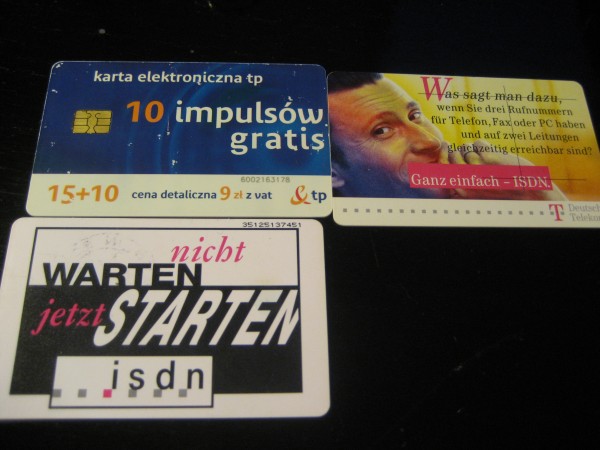 karta elektroniczna tp
10 impulsów
gratis
6002163178
15+10 cena detaliczna 9 zł z vat tp
Was sagt man dazu,
wenn Sie drei Rufnummern
für Telefon, Fax oder PC haben
und auf zwei Leitungen
gleichzeitig erreichbar sind?
Ganz einfach – ISDN.
T Deutsche
Telekom
35125137451
nicht
WARTEN
jetzt STARTEN
isdn